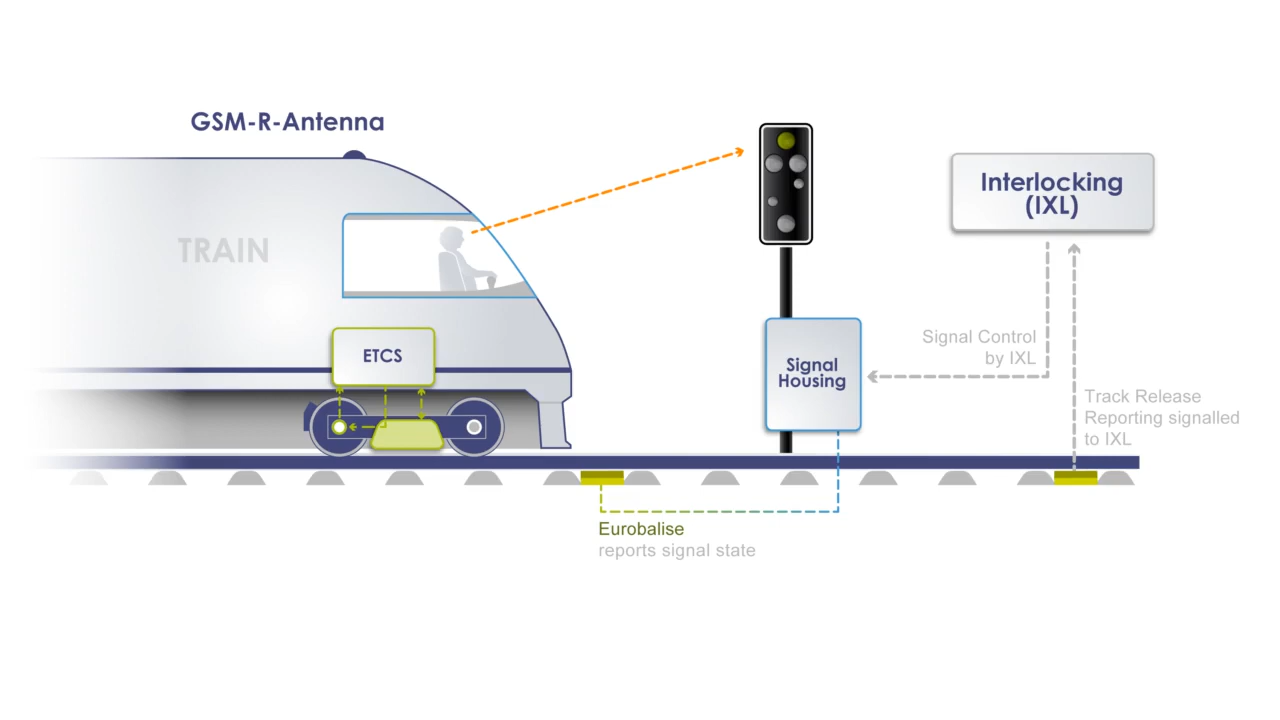 GSM-R-Antenna
TRAIN
ETCS
Interlocking
(IXL)
Signal Control
by IXL
Signal
Housing
Track Release
Reporting signalled
to IXL
Eurobalise
reports signal state